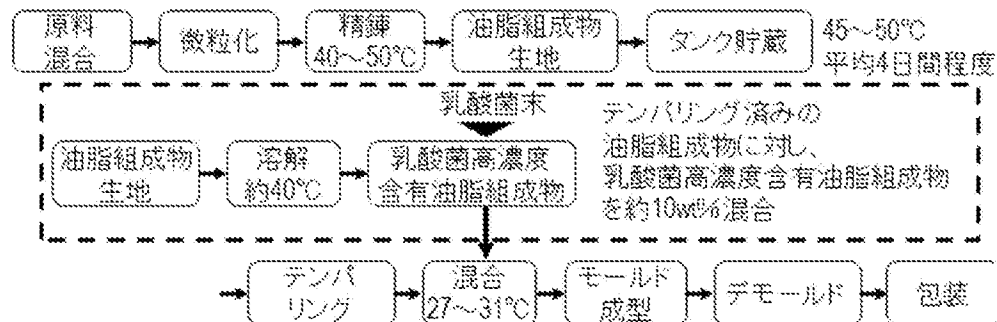 原料
混合
微粒化
精錬
40～50℃
油脂組成物
生地
タンク貯蔵
45～50℃
平均4日間程度
乳酸菌末
油脂組成物
生地
溶解
約40℃
乳酸菌高濃度
含有油脂組成物
テンパリング済みの
油脂組成物に対し、
乳酸菌高濃度含有油脂組成物
を約10wt%混合
テンパ
リング
混合
27～31℃
モールド
成型
デモールド
包装